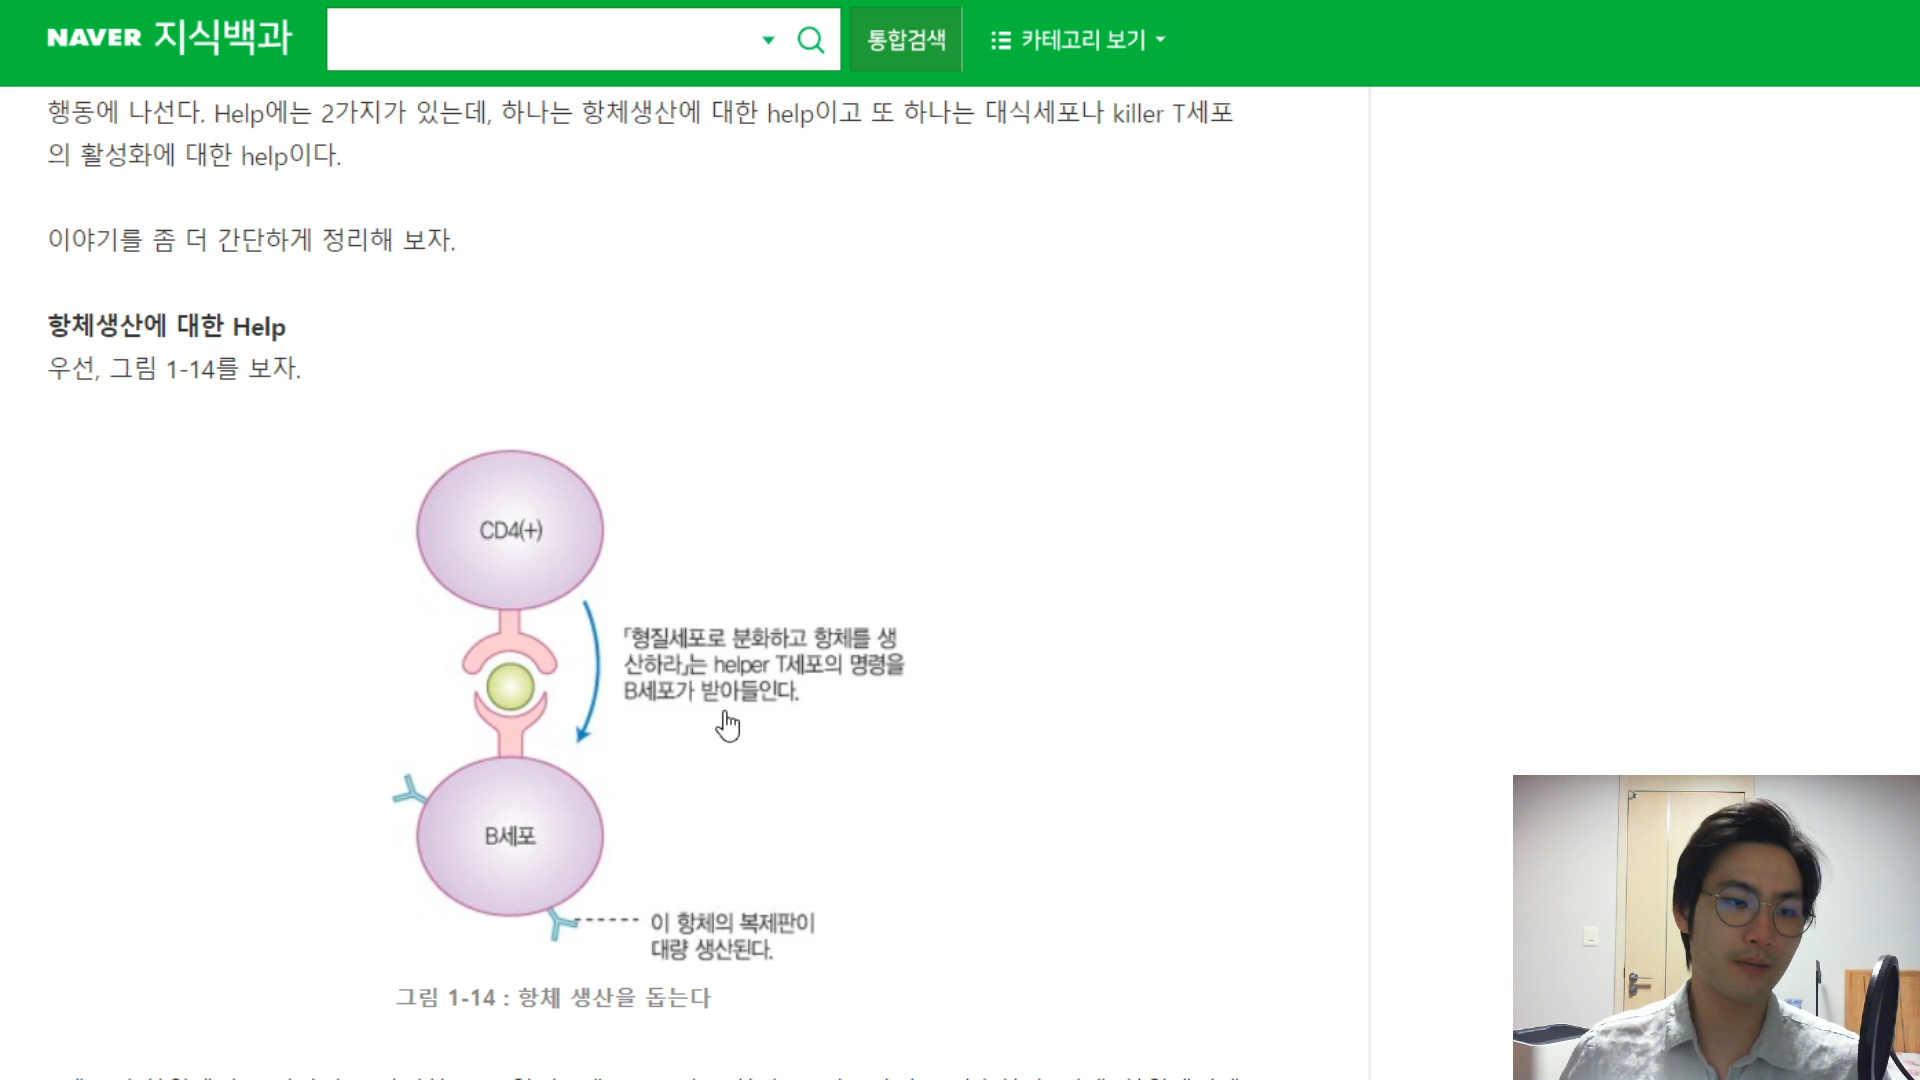 NAVER 지식백과
통합검색
카테고리 보기
행동에 나선다. Help에는 2가지가 있는데, 하나는 항체생산에 대한 help이고 또 하나는 대식세포나 killer T세포
의 활성화에 대한 help이다.
이야기를 좀 더 간단하게 정리해 보자.
항체생산에 대한 Help
우선, 그림 1-14를 보자.
CD4(+)
「형질세포로 분화하고 항체를 생
산하라」는 helper T세포의 명령을
B세포가 받아들인다.
B세포
이 항체의 복제판이
대량 생산된다.
그림 1-14 : 항체 생산을 돕는다